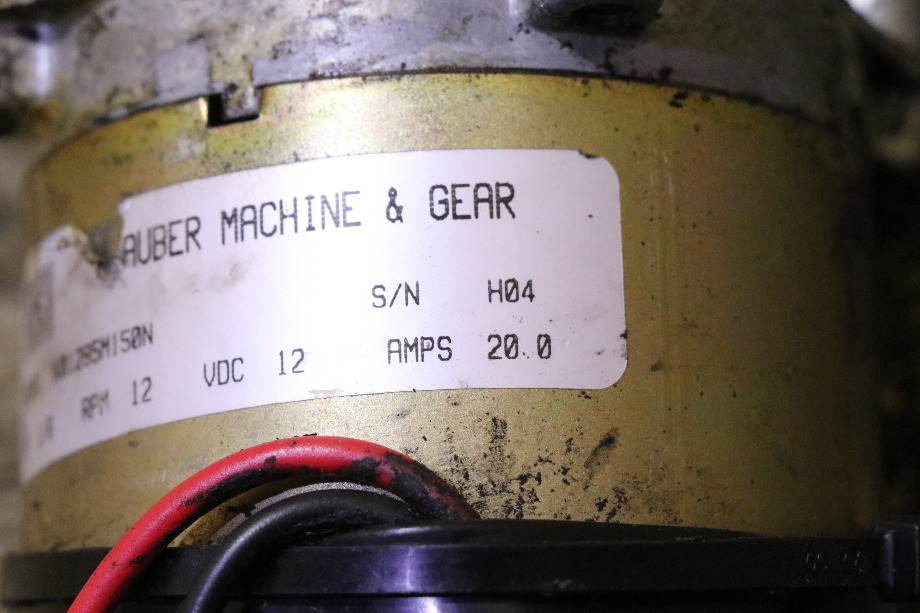 AUBER MACHINE & GEAR
S/N H04
RPM 12 VDC 12 AMPS 20.0